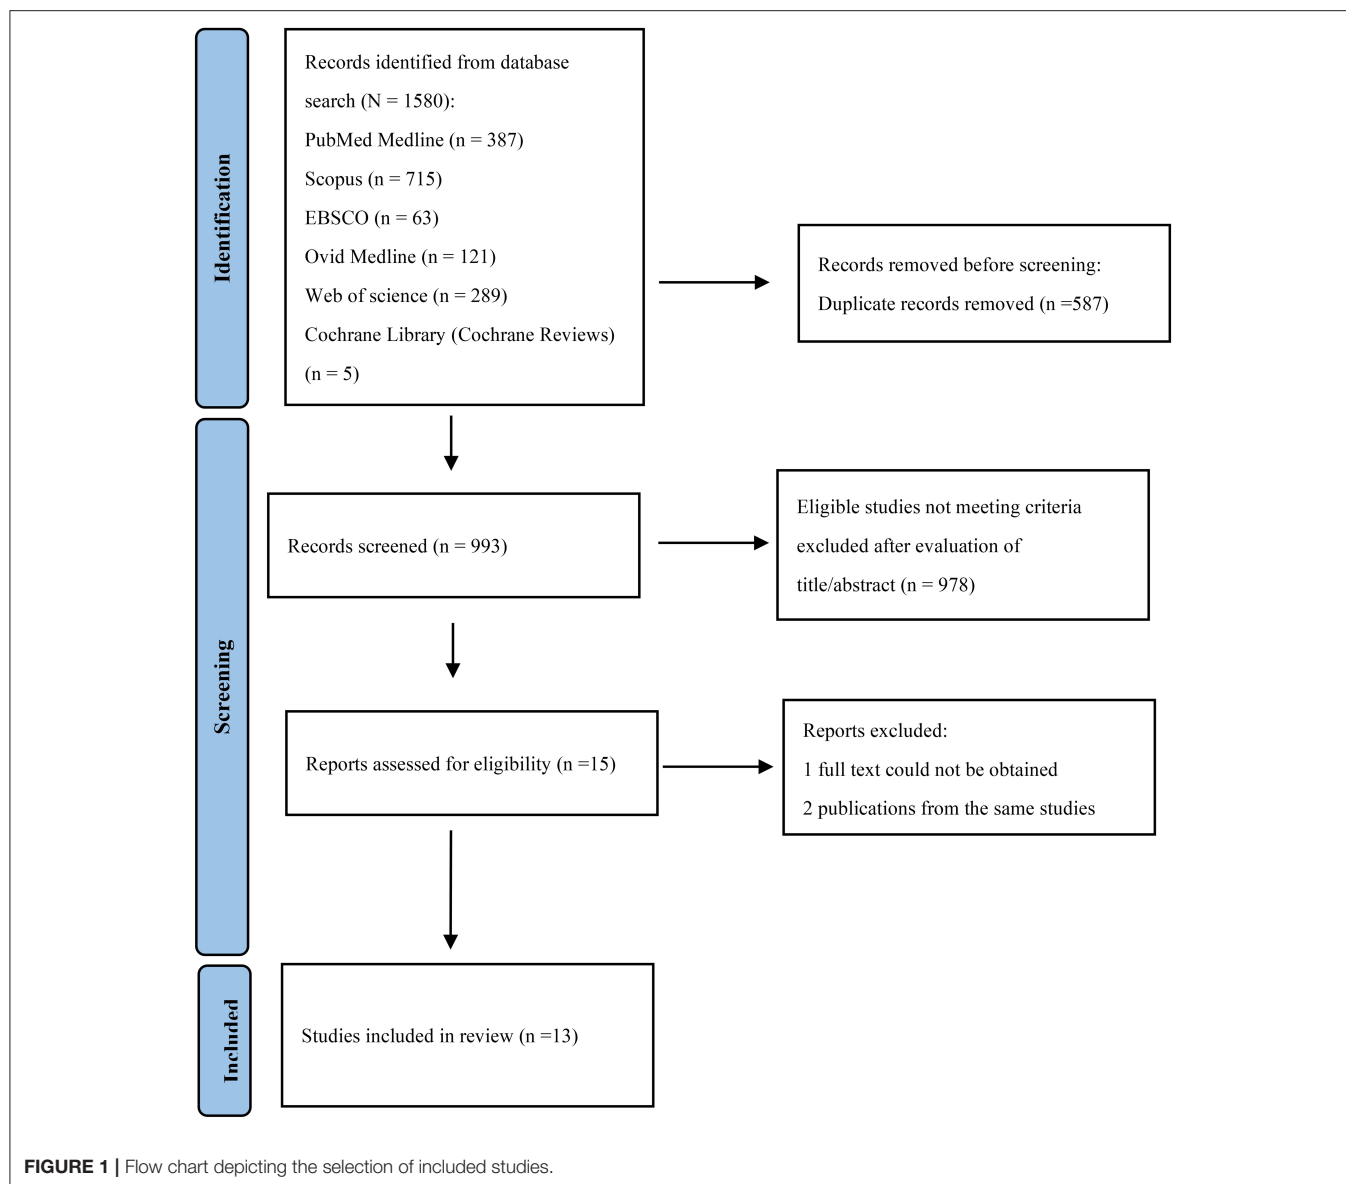 Identification
Records identified from database
search (N = 1580):
PubMed Medline (n = 387)
Scopus (n = 715)
EBSCO (n = 63)
Ovid Medline (n = 121)
Web of science (n = 289)
Cochrane Library (Cochrane Reviews)
(n = 5)
Records removed before screening:
Duplicate records removed (n =587)
Screening
Records screened (n = 993)
Eligible studies not meeting criteria
excluded after evaluation of
title/abstract (n = 978)
Reports assessed for eligibility (n =15)
Reports excluded:
1 full text could not be obtained
2 publications from the same studies
Included
Studies included in review (n =13)
FIGURE 1 | Flow chart depicting the selection of included studies.